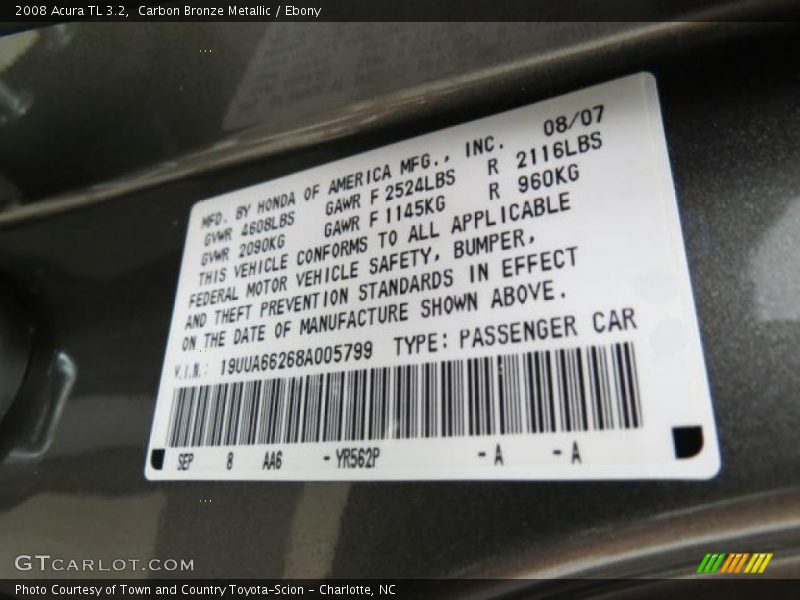 2008 Acura TL 3.2,  Carbon Bronze Metallic / Ebony
MFD. BY HONDA OF AMERICA MFG., INC. 08/07
GVWR 4608LBS GAWR F 2524LBS R 2116LBS
GVWR 2090KG GAWR F 1145KG R 960KG
THIS VEHICLE CONFORMS TO ALL APPLICABLE
FEDERAL MOTOR VEHICLE SAFETY, BUMPER,
AND THEFT PREVENTION STANDARDS IN EFFECT
ON THE DATE OF MANUFACTURE SHOWN ABOVE.
V.I.N.: 19UUA66268A005799 TYPE: PASSENGER CAR
SEP 8 AA6 -YR562P -A -A
GTCARLOT.COM
Photo Courtesy of Town and Country Toyota-Scion - Charlotte, NC